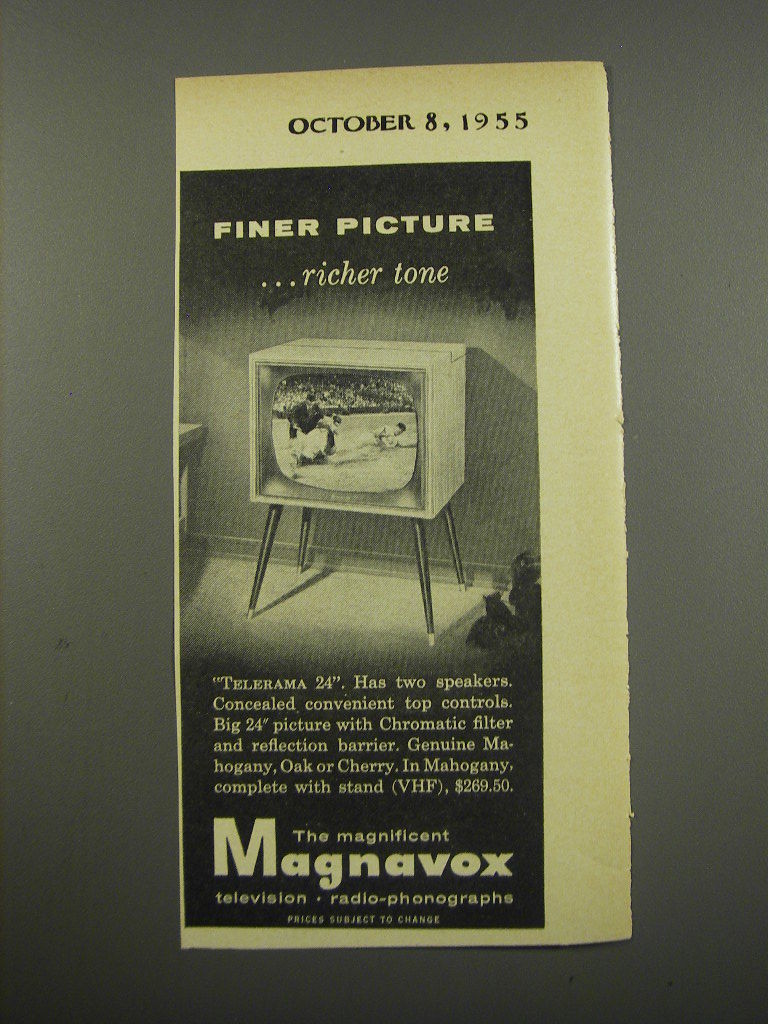 OCTOBER 8, 1955
FINER PICTURE
...richer tone
"TELERAMA 24". Has two speakers.
Concealed convenient top controls.
Big 24" picture with Chromatic filter
and reflection barrier. Genuine Ma-
hogany, Oak or Cherry. In Mahogany,
complete with stand (VHF), $269.50.
The magnificent
Magnavox
television · radio-phonographs
PRICES SUBJECT TO CHANGE